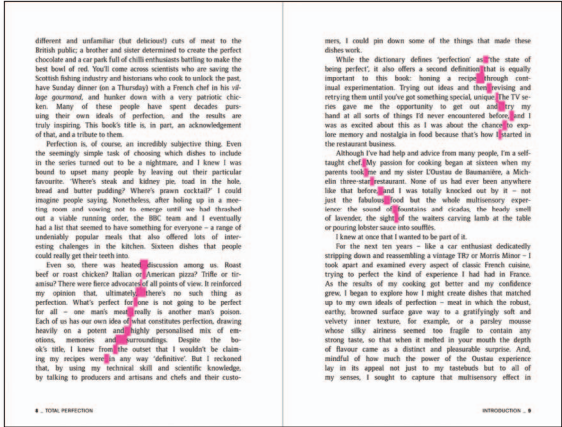 different and unfamiliar (but delicious!) cuts of meat to the
British public; a brother and sister determined to create the perfect
chocolate and a car park full of chilli enthusiasts battling to make the
best bowl of red. You'll come across scientists who are saving the
Scottish fishing industry and historians who cook to unlock the past,
have Sunday dinner (on a Thursday) with a French chef in his vil-
lage gourmand, and hunker down with a very patriotic chic-
ken. Many of these people have spent decades purs-
uing their own ideals of perfection, and the results are
truly inspiring. This book's title is, in part, an acknowledgement
of that, and a tribute to them.
Perfection is, of course, an incredibly subjective thing. Even
the seemingly simple task of choosing which dishes to include
in the series turned out to be a nightmare, and I knew I was
bound to upset many people by leaving out their particular
favourite. 'Where's steak and kidney pie, toad in the hole,
bread and butter pudding? Where's prawn cocktail?' I could
imagine people saying. Nonetheless, after holing up in a mee-
ting room and vowing not to emerge until we had thrashed
out a viable running order, the BBC team and I eventually
had a list that seemed to have something for everyone – a range of
undeniably popular meals that also offered lots of inter-
esting challenges in the kitchen. Sixteen dishes that people
could really get their teeth into.
Even so, there was heated discussion among us. Roast
beef or roast chicken? Italian or American pizza? Trifle or tir-
amisu? There were fierce advocates of all points of view. It reinforced
my opinion that, ultimately, there's no such thing as
perfection. What's perfect for one is not going to be perfect
for all – one man's meat really is another man's poison.
Each of us has our own idea of what constitutes perfection, drawing
heavily on a potent and highly personalised mix of em-
otions, memories and surroundings. Despite the bo-
ok's title, I knew from the outset that I wouldn't be claim-
ing my recipes were in any way 'definitive'. But I reckoned
that, by using my technical skill and scientific knowledge,
by talking to producers and artisans and chefs and their custo-
8 _ TOTAL PERFECTION
mers, I could pin down some of the things that made these
dishes work.
While the dictionary defines 'perfection' as 'the state of
being perfect', it also offers a second definition that is equally
important to this book: honing a recipe through cont-
inual experimentation. Trying out ideas and then revising and
retrying them until you've got something special, unique. The TV se-
ries gave me the opportunity to get out and try my
hand at all sorts of things I'd never encountered before, and I
was as excited about this as I was about the chance to exp-
lore memory and nostalgia in food because that's how I started in
the restaurant business.
Although I've had help and advice from many people, I'm a self-
taught chef. My passion for cooking began at sixteen when my
parents took me and my sister L'Oustau de Baumanière, a Mich-
elin three-star restaurant. None of us had ever been anywhere
like that before, and I was totally knocked out by it – not
just the fabulous food but the whole multisensory exper-
ience: the sound of fountains and cicadas, the heady smell
of lavender, the sight of the waiters carving lamb at the table
or pouring lobster sauce into soufflés.
I knew at once that I wanted to be part of it.
For the next ten years – like a car enthusiast dedicatedly
stripping down and reassembling a vintage TR7 or Morris Minor – I
took apart and examined every aspect of classic French cuisine,
trying to perfect the kind of experience I had had in France.
As the results of my cooking got better and my confidence
grew, I began to explore how I might create dishes that matched
up to my own ideals of perfection – meat in which the robust,
earthy, browned surface gave way to a gratifyingly soft and
velvety inner texture, for example, or a parsley mousse
whose silky airiness seemed too fragile to contain any
strong taste, so that when it melted in your mouth the depth
of flavour came as a distinct and pleasurable surprise. And,
mindful of how much the power of the Oustau experience
lay in its appeal not just to my tastebuds but to all of
my senses, I sought to capture that multisensory effect in
INTRODUCTION _ 9